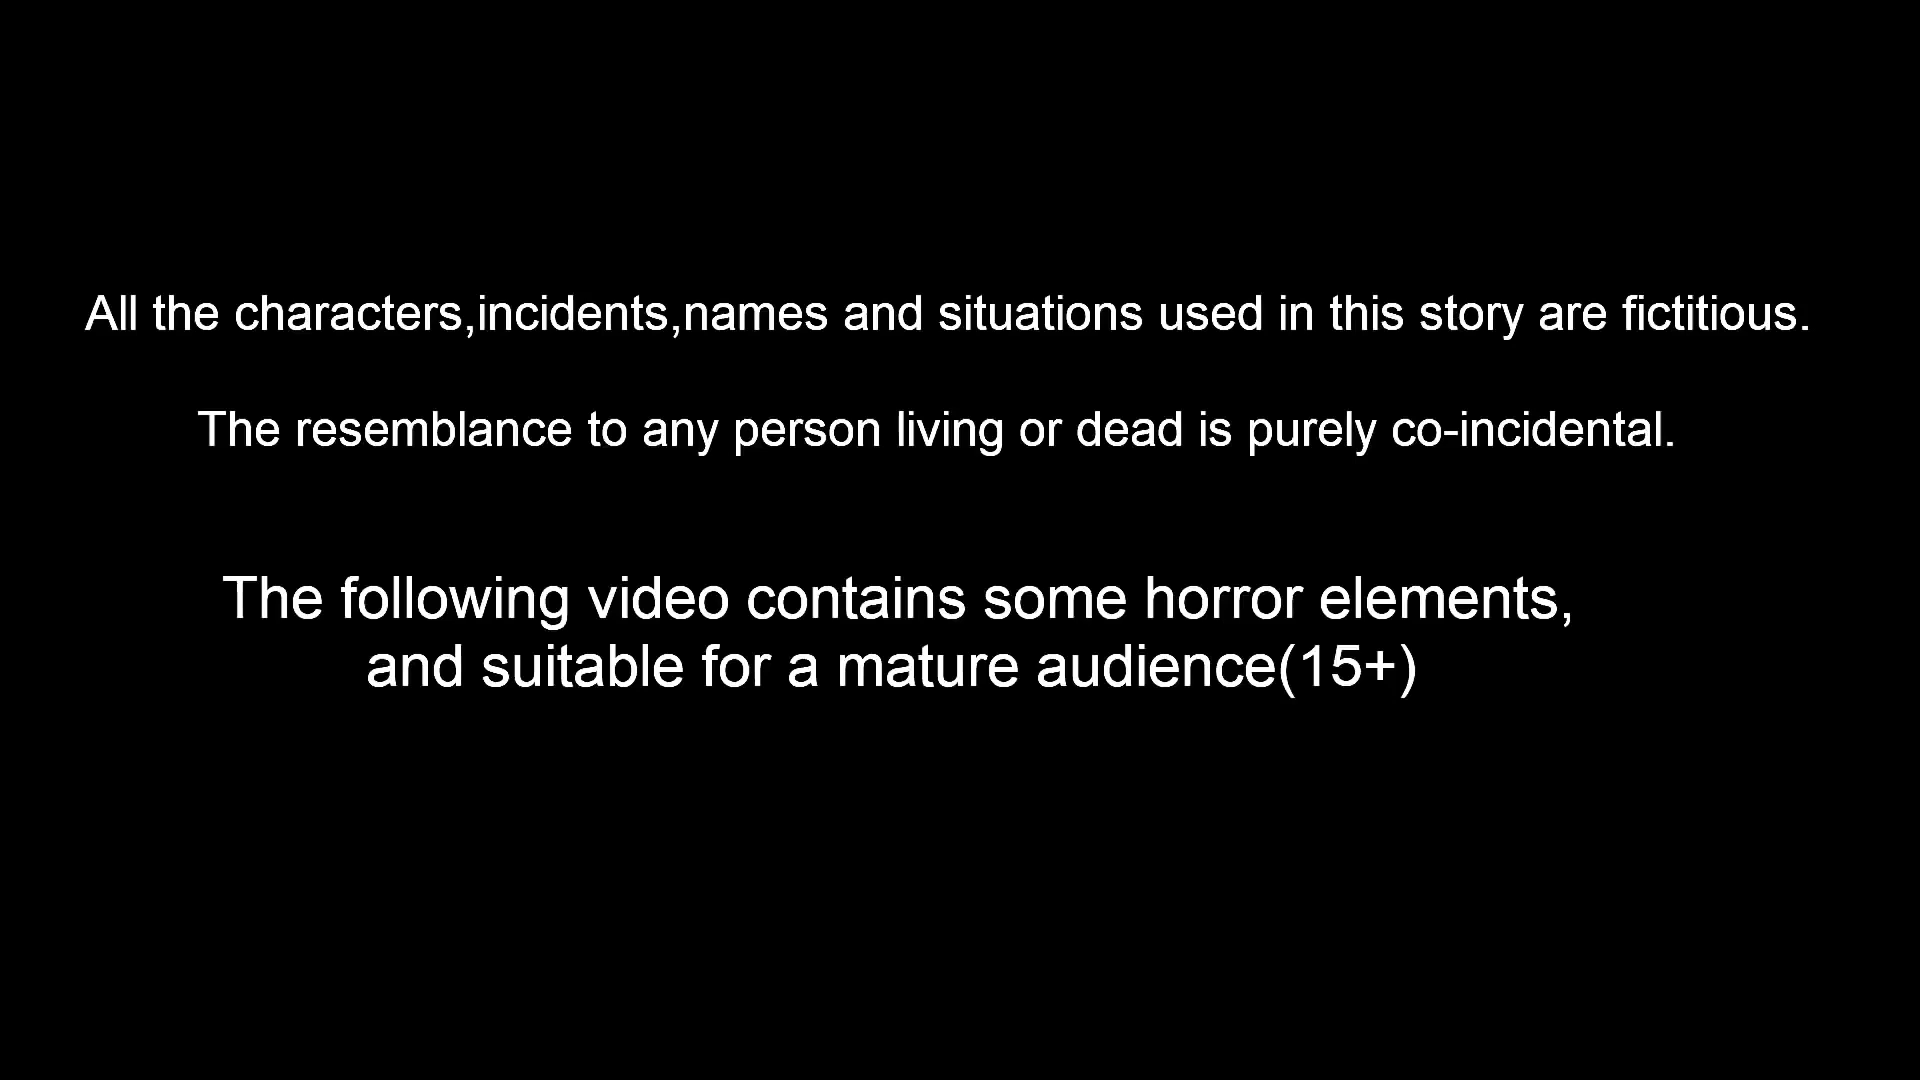 All the characters,incidents,names and situations used in this story are fictitious.
The resemblance to any person living or dead is purely co-incidental.
The following video contains some horror elements,
and suitable for a mature audience(15+)